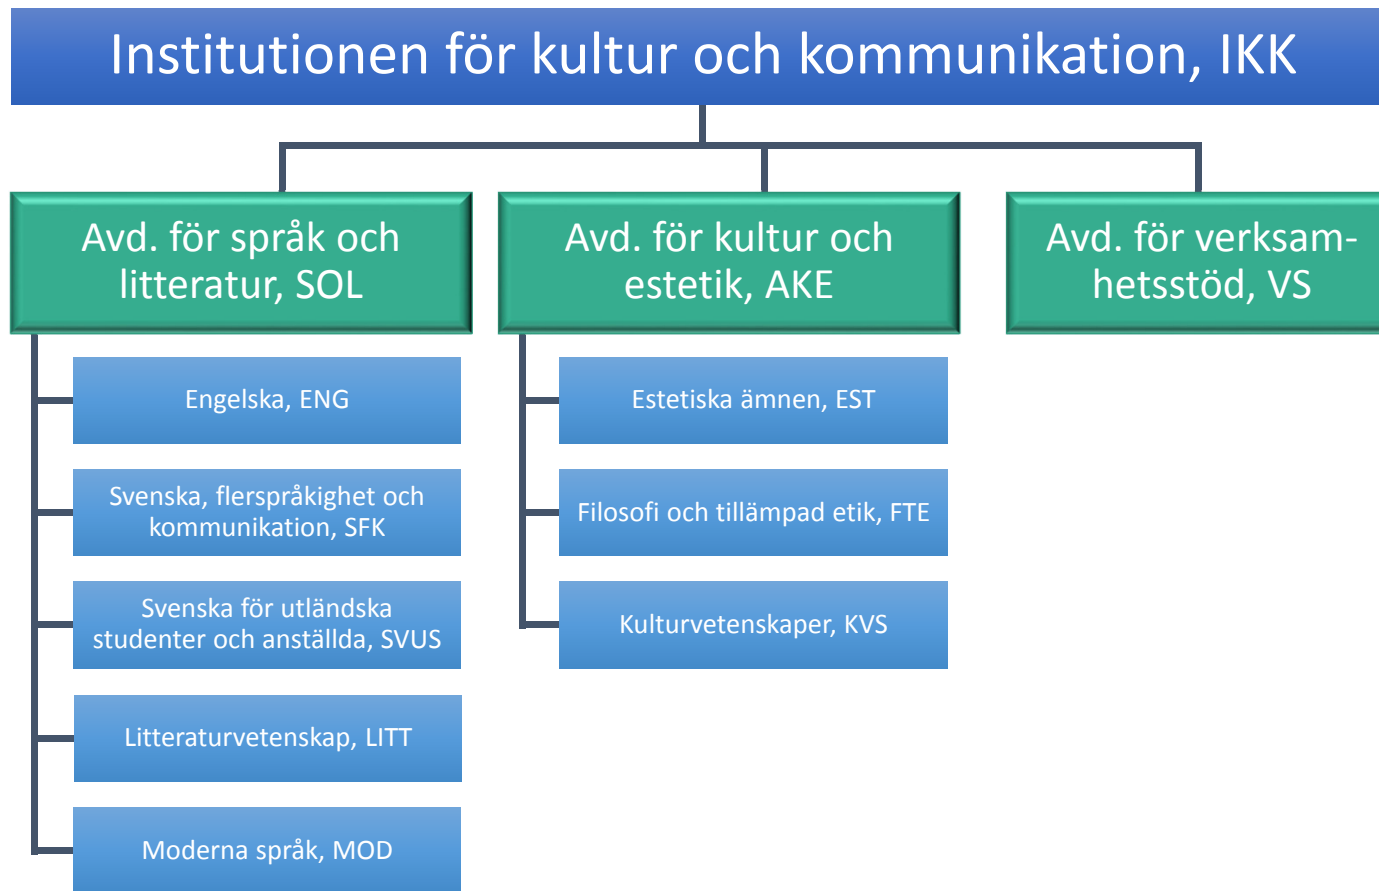 Institutionen för kultur och kommunikation, IKK
Avd. för språk och
litteratur, SOL
Engelska, ENG
Svenska, flerspråkighet och
kommunikation, SFK
Svenska för utländska
studenter och anställda, SVUS
Litteraturvetenskap, LITT
Moderna språk, MOD
Avd. för kultur och
estetik, AKE
Estetiska ämnen, EST
Filosofi och tillämpad etik, FTE
Kulturvetenskaper, KVS
Avd. för verksam-
hetsstöd, VS